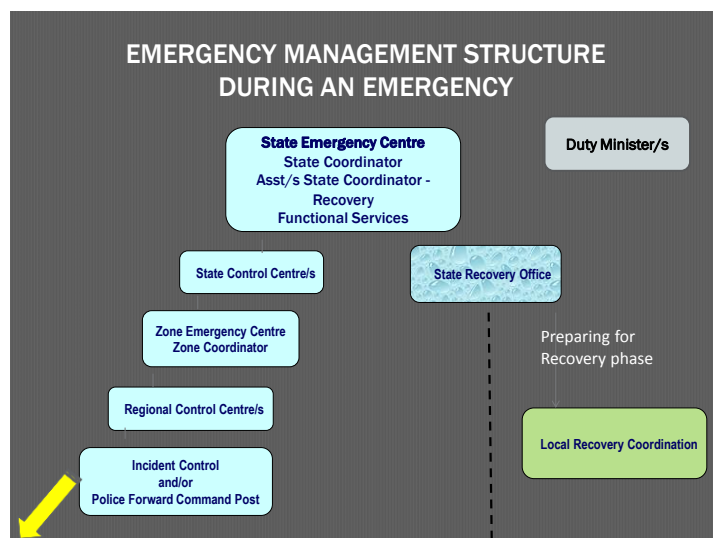 EMERGENCY MANAGEMENT STRUCTURE
DURING AN EMERGENCY
State Emergency Centre
State Coordinator
Asst/s State Coordinator -
Recovery
Functional Services
Duty Minister/s
State Control Centre/s
State Recovery Office
Zone Emergency Centre
Zone Coordinator
Preparing for
Recovery phase
Regional Control Centre/s
Local Recovery Coordination
Incident Control
and/or
Police Forward Command Post